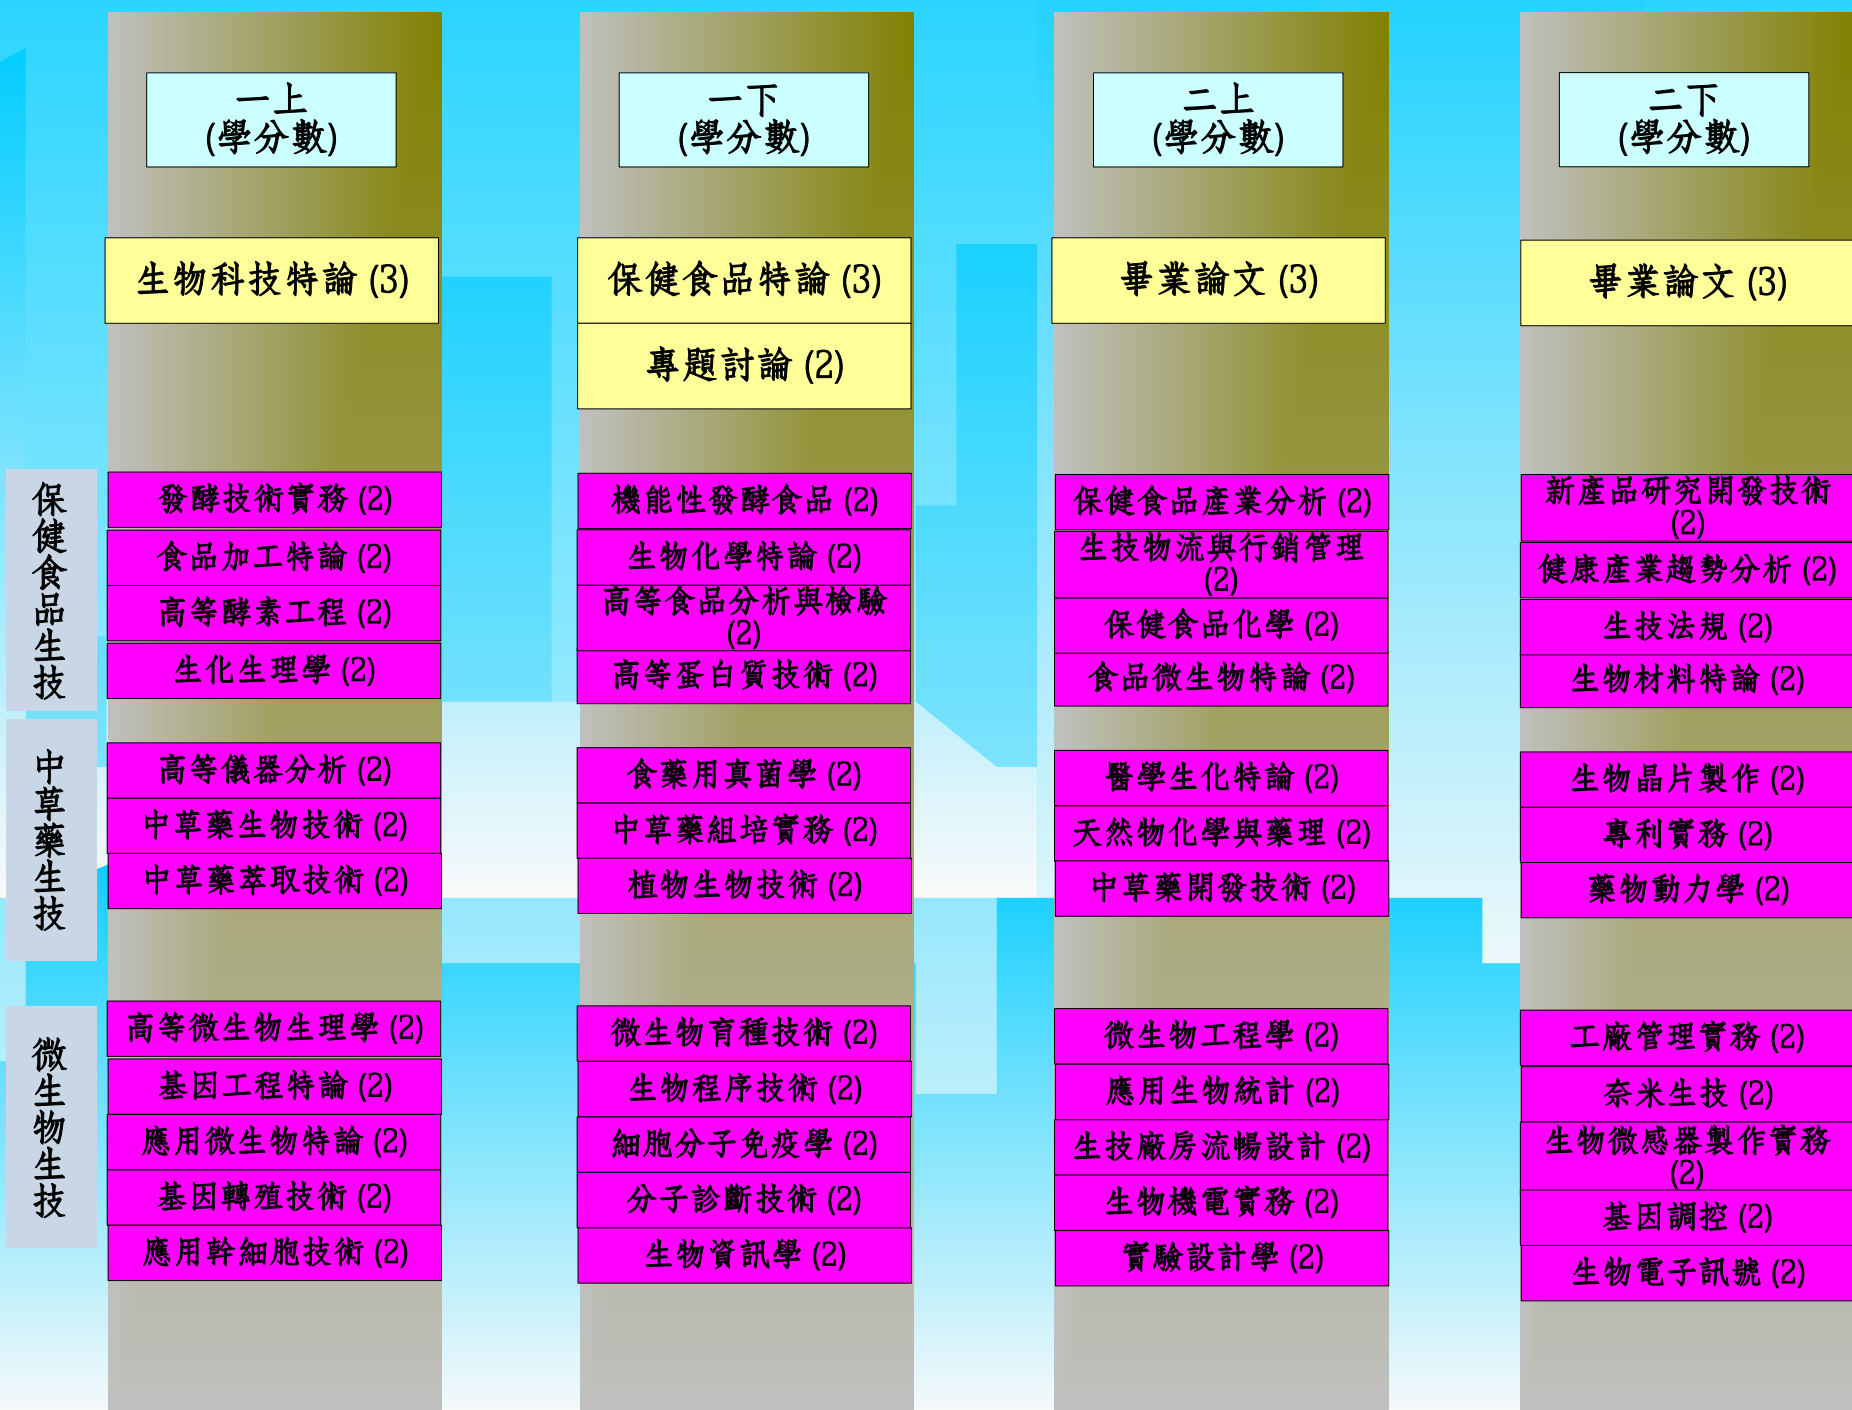 一上
(學分數)
一下
(學分數)
二上
(學分數)
二下
(學分數)
生物科技特論 (3)
保健食品特論 (3)
畢業論文 (3)
畢業論文 (3)
專題討論 (2)
保健食品生技
發酵技術實務 (2)
食品加工特論 (2)
高等酵素工程 (2)
生化生理學 (2)
機能性發酵食品 (2)
生物化學特論 (2)
高等食品分析與檢驗
(2)
高等蛋白質技術 (2)
保健食品產業分析 (2)
生技物流與行銷管理
(2)
保健食品化學 (2)
食品微生物特論 (2)
新產品研究開發技術
(2)
健康產業趨勢分析 (2)
生技法規 (2)
生物材料特論 (2)
中草藥生技
高等儀器分析 (2)
中草藥生物技術 (2)
中草藥萃取技術 (2)
食藥用真菌學 (2)
中草藥組培實務 (2)
植物生物技術 (2)
醫學生化特論 (2)
天然物化學與藥理 (2)
中草藥開發技術 (2)
生物晶片製作 (2)
專利實務 (2)
藥物動力學 (2)
微生物生技
高等微生物生理學 (2)
基因工程特論 (2)
應用微生物特論 (2)
基因轉殖技術 (2)
應用幹細胞技術 (2)
微生物育種技術 (2)
生物程序技術 (2)
細胞分子免疫學 (2)
分子診斷技術 (2)
生物資訊學 (2)
微生物工程學 (2)
應用生物統計 (2)
生技廠房流暢設計 (2)
生物機電實務 (2)
實驗設計學 (2)
工廠管理實務 (2)
奈米生技 (2)
生物微感器製作實務
(2)
基因調控 (2)
生物電子訊號 (2)